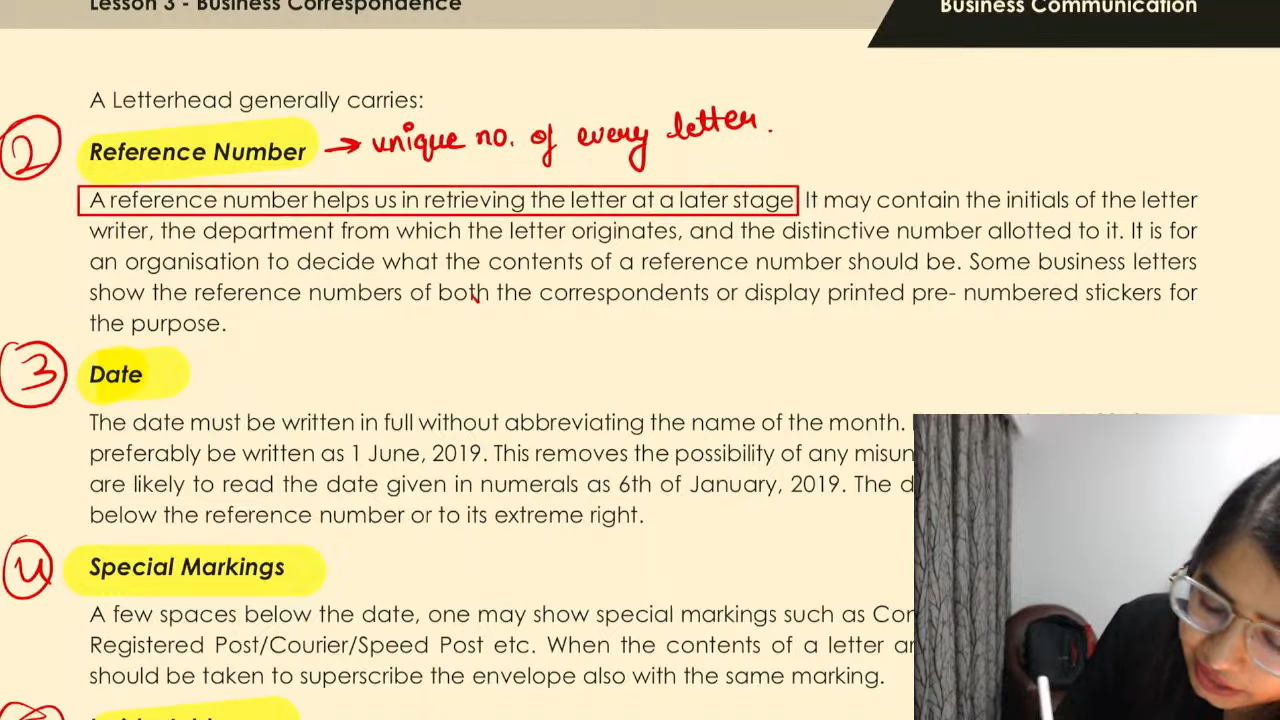 Lesson 3 - Business Correspondence
Business Communication
A Letterhead generally carries:
2 Reference Number → unique no. of every letter.
A reference number helps us in retrieving the letter at a later stage. It may contain the initials of the letter
writer, the department from which the letter originates, and the distinctive number allotted to it. It is for
an organisation to decide what the contents of a reference number should be. Some business letters
show the reference numbers of both the correspondents or display printed pre- numbered stickers for
the purpose.
3 Date
The date must be written in full without abbreviating the name of the month.
preferably be written as 1 June, 2019. This removes the possibility of any
are likely to read the date given in numerals as 6th of January, 2019. The
below the reference number or to its extreme right.
4 Special Markings
A few spaces below the date, one may show special markings such as
Registered Post/Courier/Speed Post etc. When the contents of a letter
should be taken to superscribe the envelope also with the same marking.